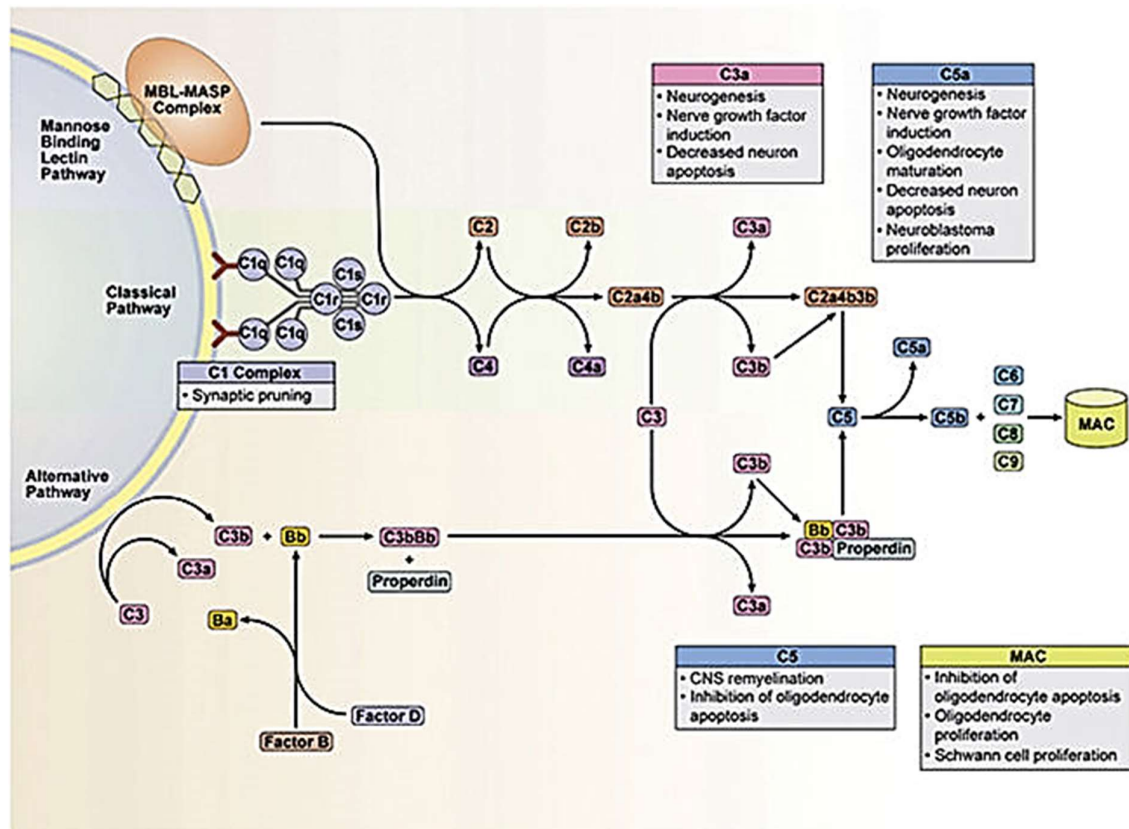 MBL-MASP
Complex
Mannose
Binding
Lectin
Pathway
C3a
• Neurogenesis
• Nerve growth factor
induction
• Decreased neuron
apoptosis
C5a
• Neurogenesis
• Nerve growth factor
induction
• Oligodendrocyte
maturation
• Decreased neuron
apoptosis
• Neuroblastoma
proliferation
Classical
Pathway
C1q
C1q
C1s
C1r
C1r
C1s
C1q
C1q
C1 Complex
• Synaptic pruning
C2
C2b
C4
C4a
C2a4b
C3a
C2a4b3b
C3b
C3
C5
C5a
C5b
+
C6
C7
C8
C9
MAC
Alternative
Pathway
C3b
+
Bb
C3bBb
+
Properdin
C3a
C3
Ba
Factor D
Factor B
C3b
Bb
C3b
C3b
Properdin
C3a
C5
• CNS remyelination
• Inhibition of oligodendrocyte
apoptosis
MAC
• Inhibition of
oligodendrocyte apoptosis
• Oligodendrocyte
proliferation
• Schwann cell proliferation